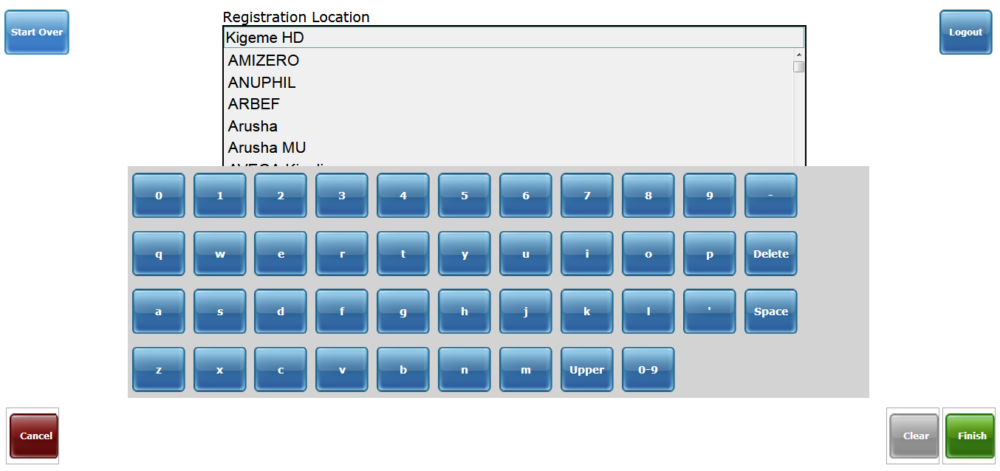 Registration Location
Start Over
Kigeme HD
Logout
AMIZERO
ANUPHIL
ARBEF
Arusha
Arusha MU
0 1 2 3 4 5 6 7 8 9 -
q w e r t y u i o p Delete
a s d f g h j k l ' Space
z x c v b n m Upper 0-9
Cancel
Clear
Finish